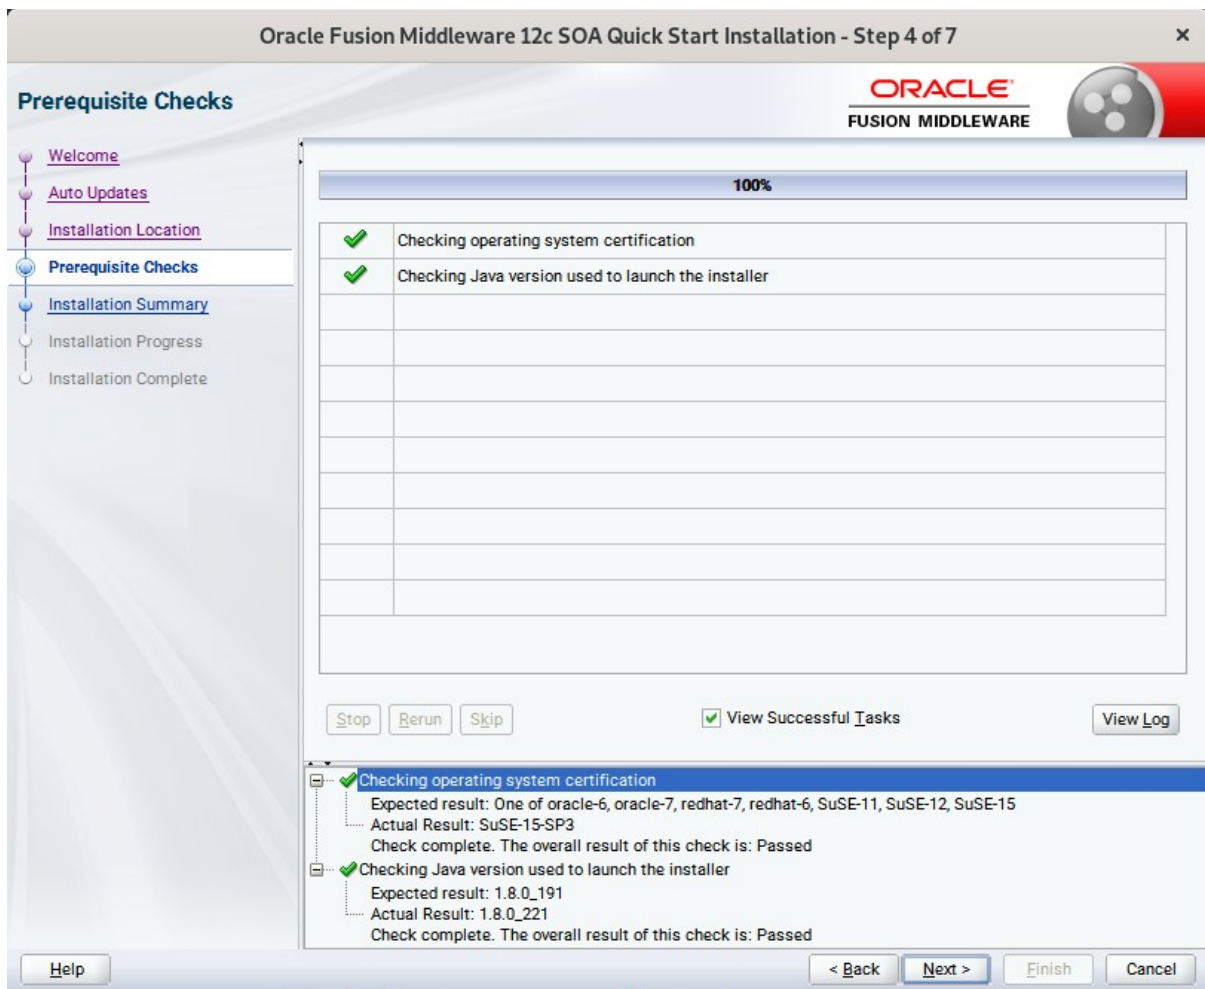 Oracle Fusion Middleware 12c SOA Quick Start Installation - Step 4 of 7
Prerequisite Checks
ORACLE
FUSION MIDDLEWARE
Welcome
Auto Updates
Installation Location
Prerequisite Checks
Installation Summary
Installation Progress
Installation Complete
100%
Checking operating system certification
Checking Java version used to launch the installer
Stop Rerun Skip View Successful Tasks View Log
Checking operating system certification
Expected result: One of oracle-6, oracle-7, redhat-7, redhat-6, SuSE-11, SuSE-12, SuSE-15
Actual Result: SuSE-15-SP3
Check complete. The overall result of this check is: Passed
Checking Java version used to launch the installer
Expected result: 1.8.0_191
Actual Result: 1.8.0_221
Check complete. The overall result of this check is: Passed
Help < Back Next > Finish Cancel